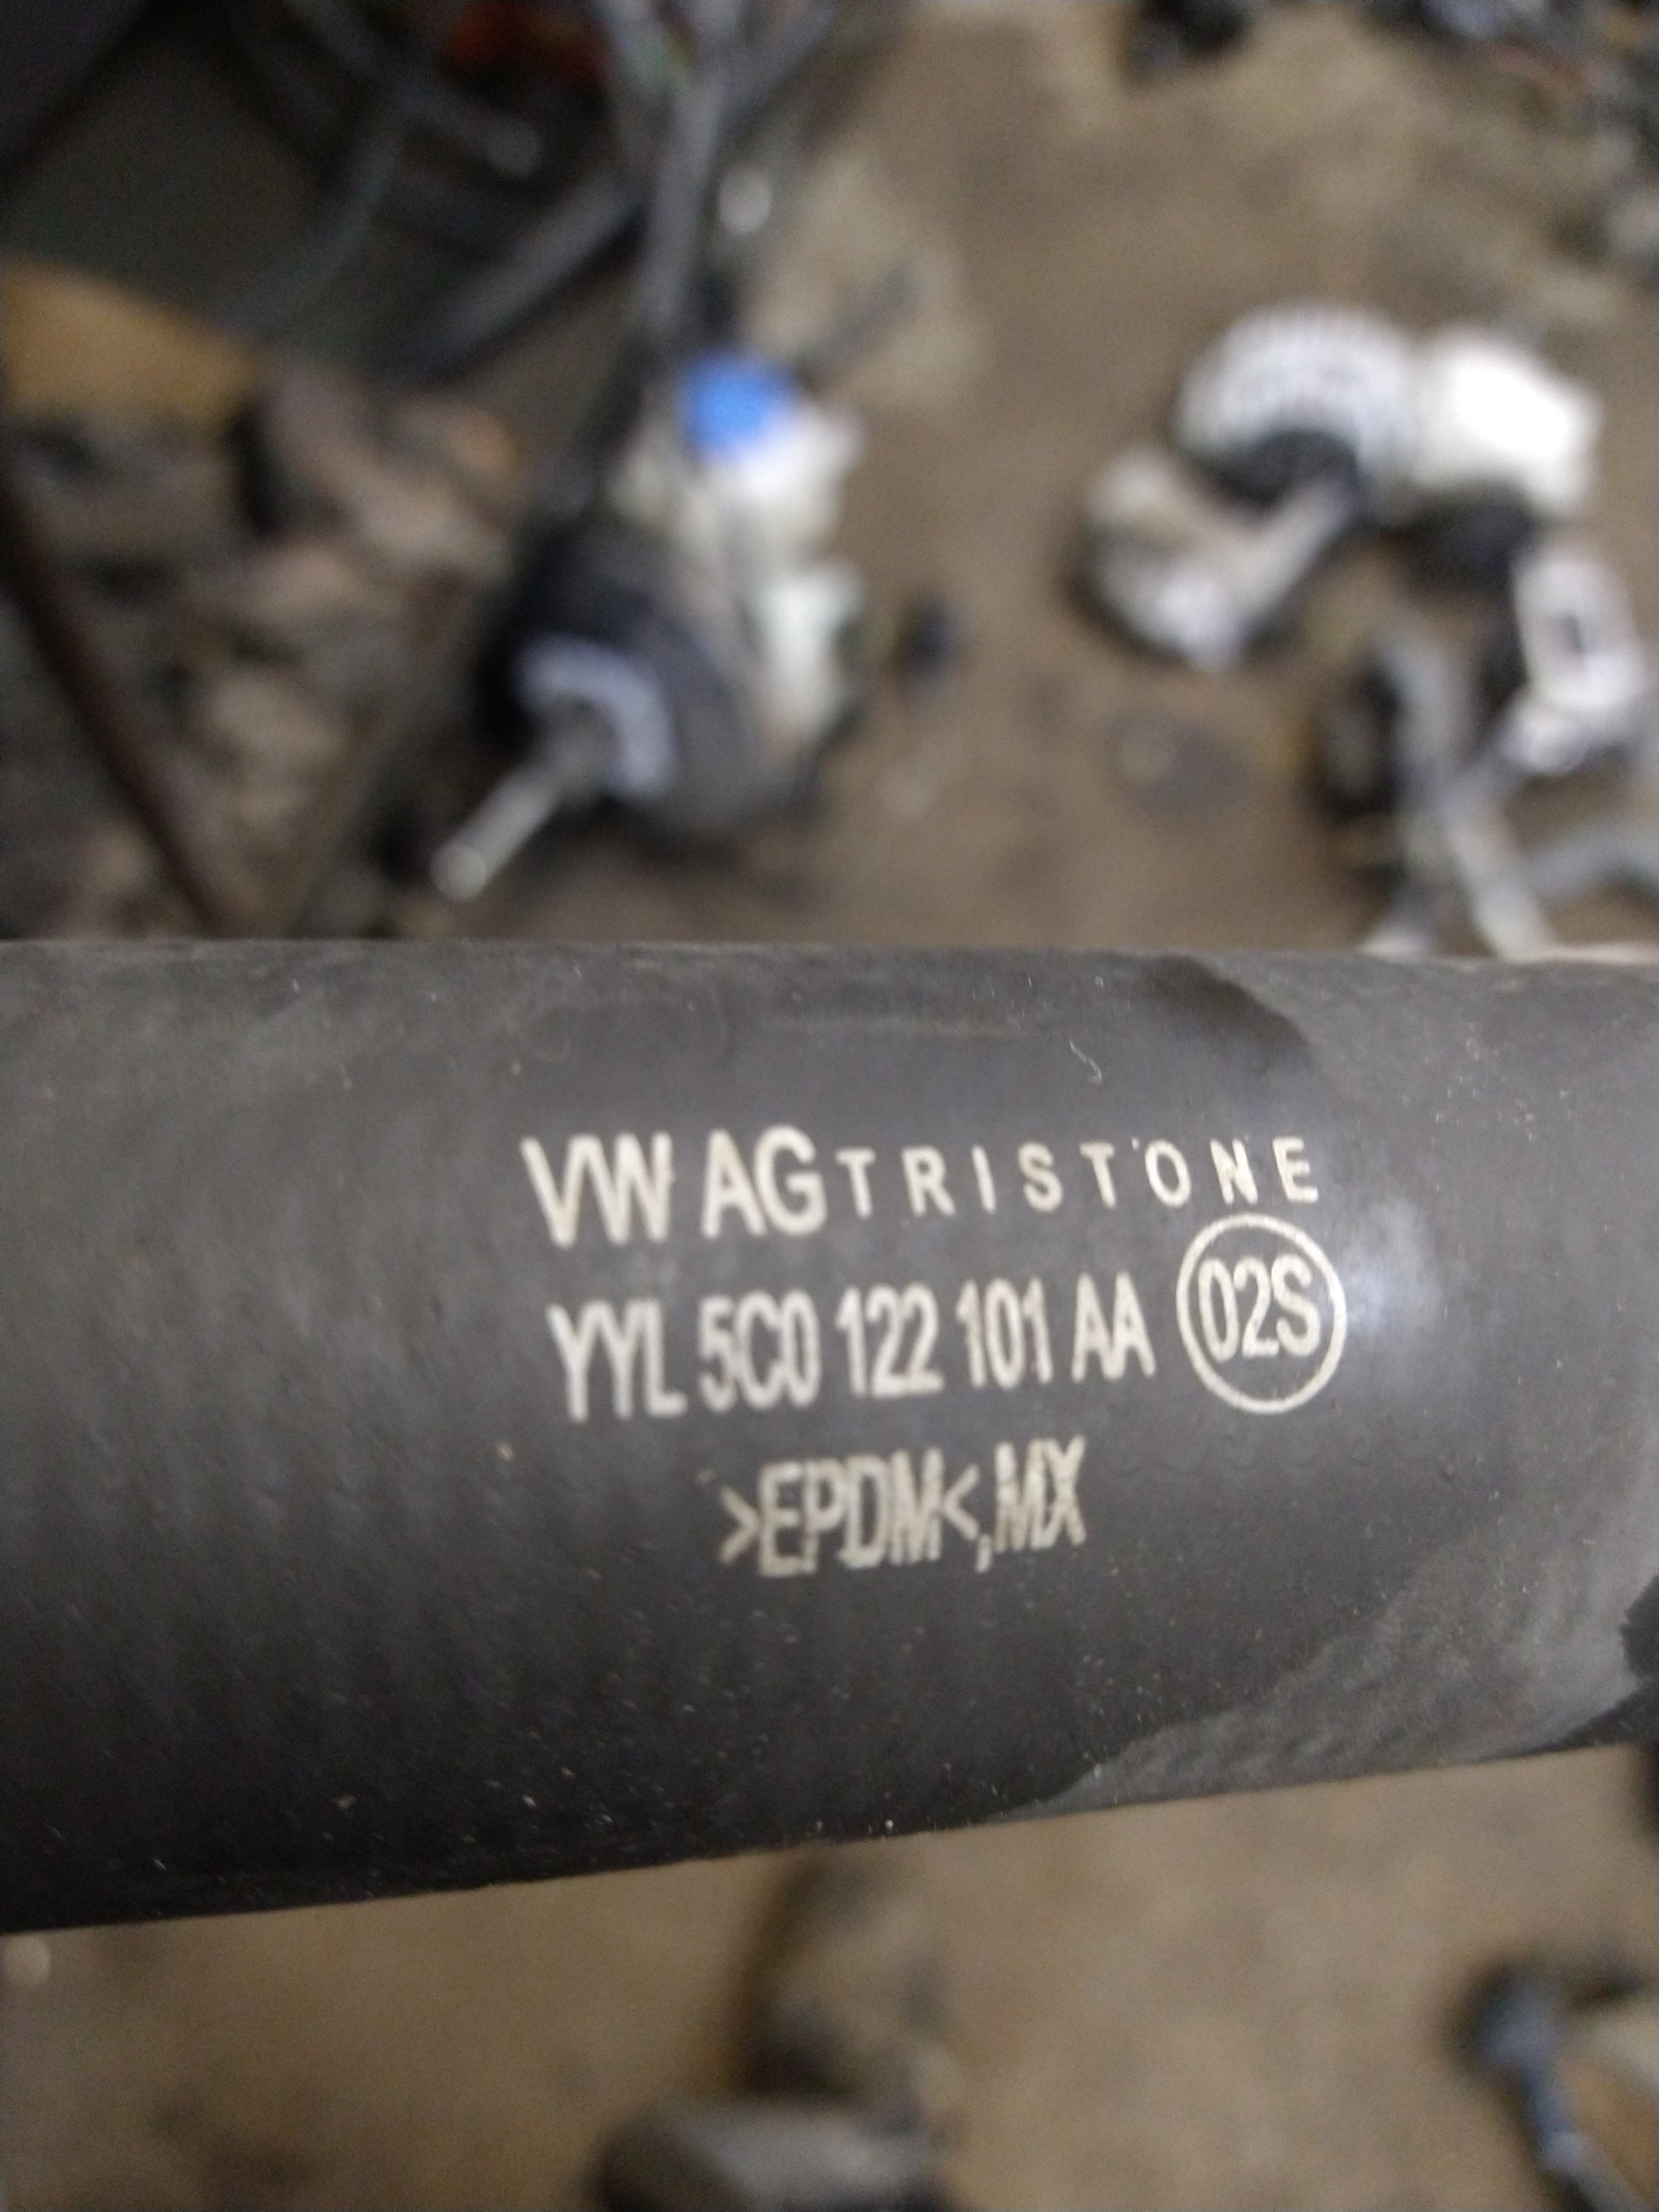 VW AG TRISTONE
YYL 5C0 122 101 AA 02S
>EPDM<,MX